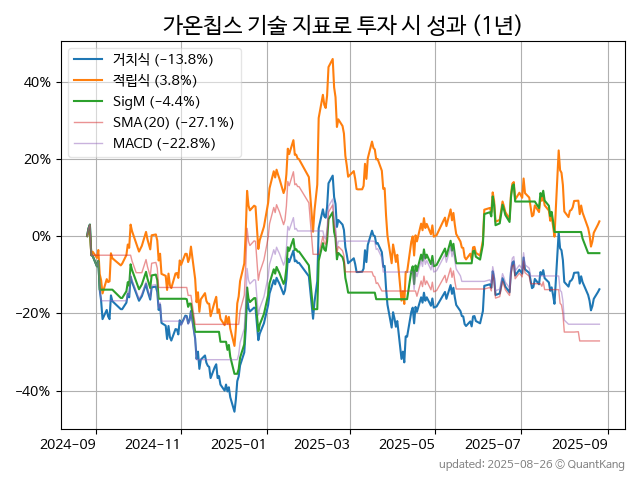 가온칩스 기술 지표로 투자 시 성과 (1년)
거치식 (−13.8%)
적립식 (3.8%)
SigM (−4.4%)
SMA(20) (−27.1%)
MACD (−22.8%)
40%
20%
0%
−20%
−40%
2024-09 2024-11 2025-01 2025-03 2025-05 2025-07 2025-09
updated: 2025-08-26 © QuantKang